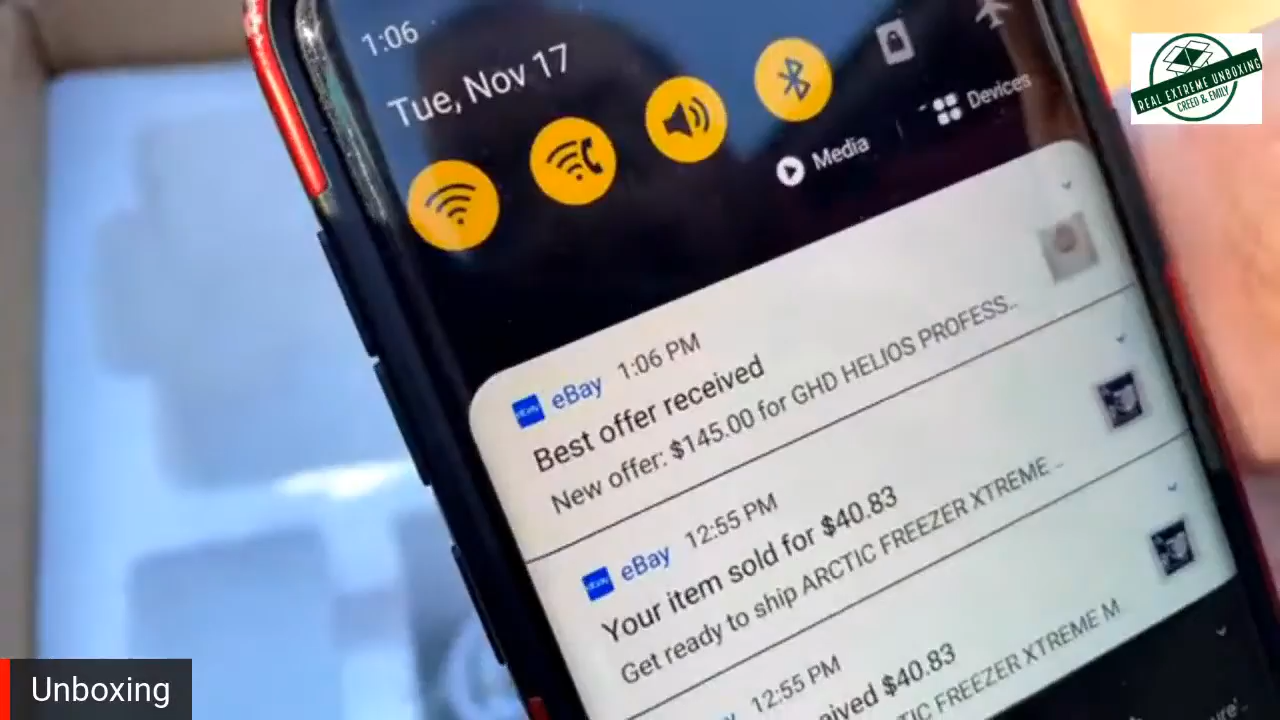 1:06
Tue, Nov 17
Media
Devices
REAL EXTREME UNBOXING
CREED & EMILY
eBay 1:06 PM
Best offer received
New offer: $145.00 for GHD HELIOS PROFESS...
eBay 12:55 PM
Your item sold for $40.83
Get ready to ship ARCTIC FREEZER XTREME...
12:55 PM
ived $40.83
TIC FREEZER XTREME M
Unboxing